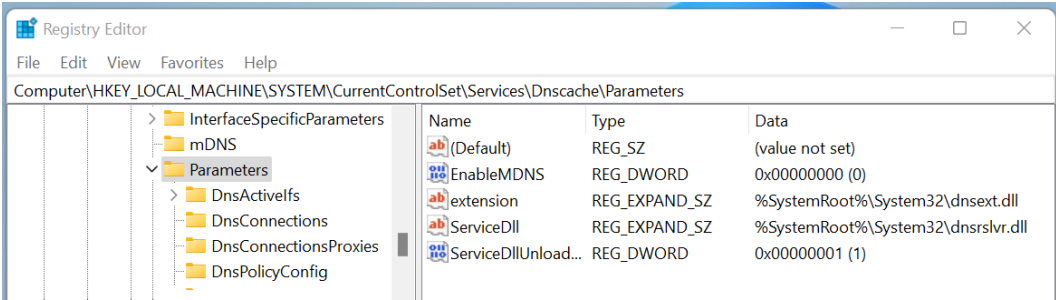 Registry Editor
File Edit View Favorites Help
Computer\HKEY_LOCAL_MACHINE\SYSTEM\CurrentControlSet\Services\Dnscache\Parameters
InterfaceSpecificParameters
mDNS
Parameters
DnsActiveIfs
DnsConnections
DnsConnectionsProxies
DnsPolicyConfig
Name Type Data
(Default) REG_SZ (value not set)
EnableMDNS REG_DWORD 0x00000000 (0)
extension REG_EXPAND_SZ %SystemRoot%\System32\dnsext.dll
ServiceDll REG_EXPAND_SZ %SystemRoot%\System32\dnsrslvr.dll
ServiceDllUnload... REG_DWORD 0x00000001 (1)